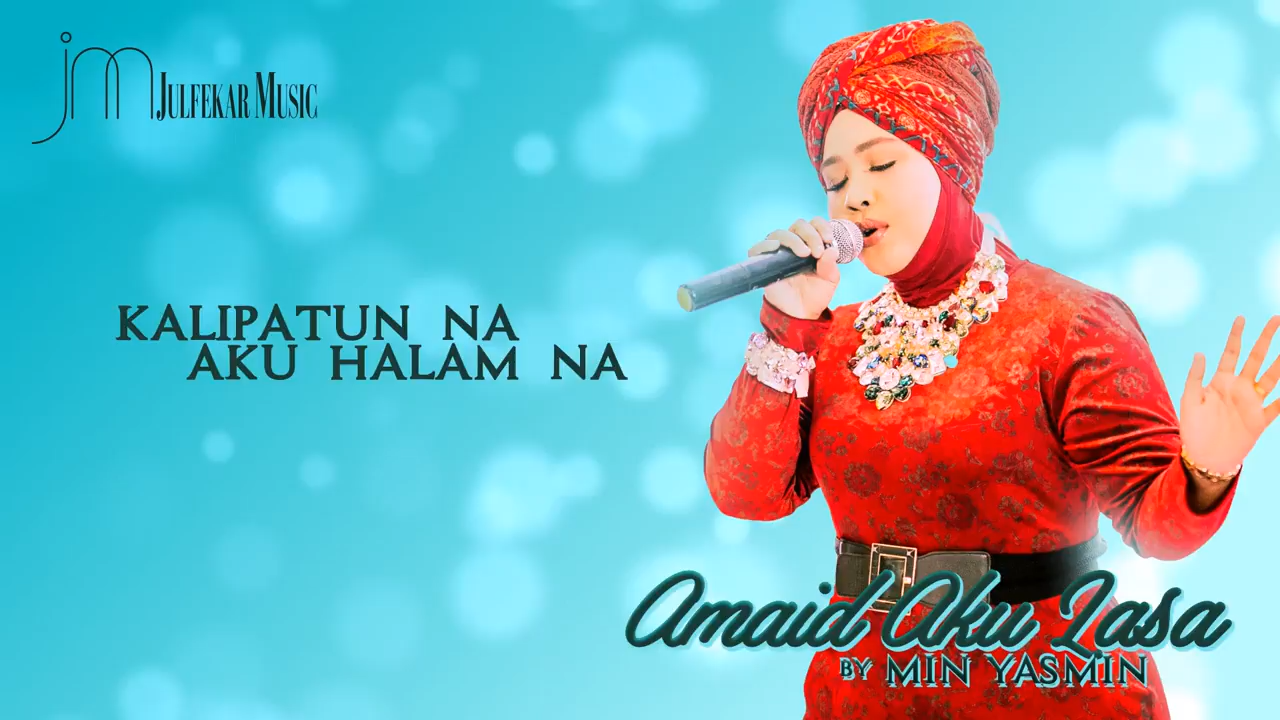 jm JULFEKAR MUSIC
KALIPATUN NA
AKU HALAM NA
Amaid Aku Lasa
BY MIN YASMIN